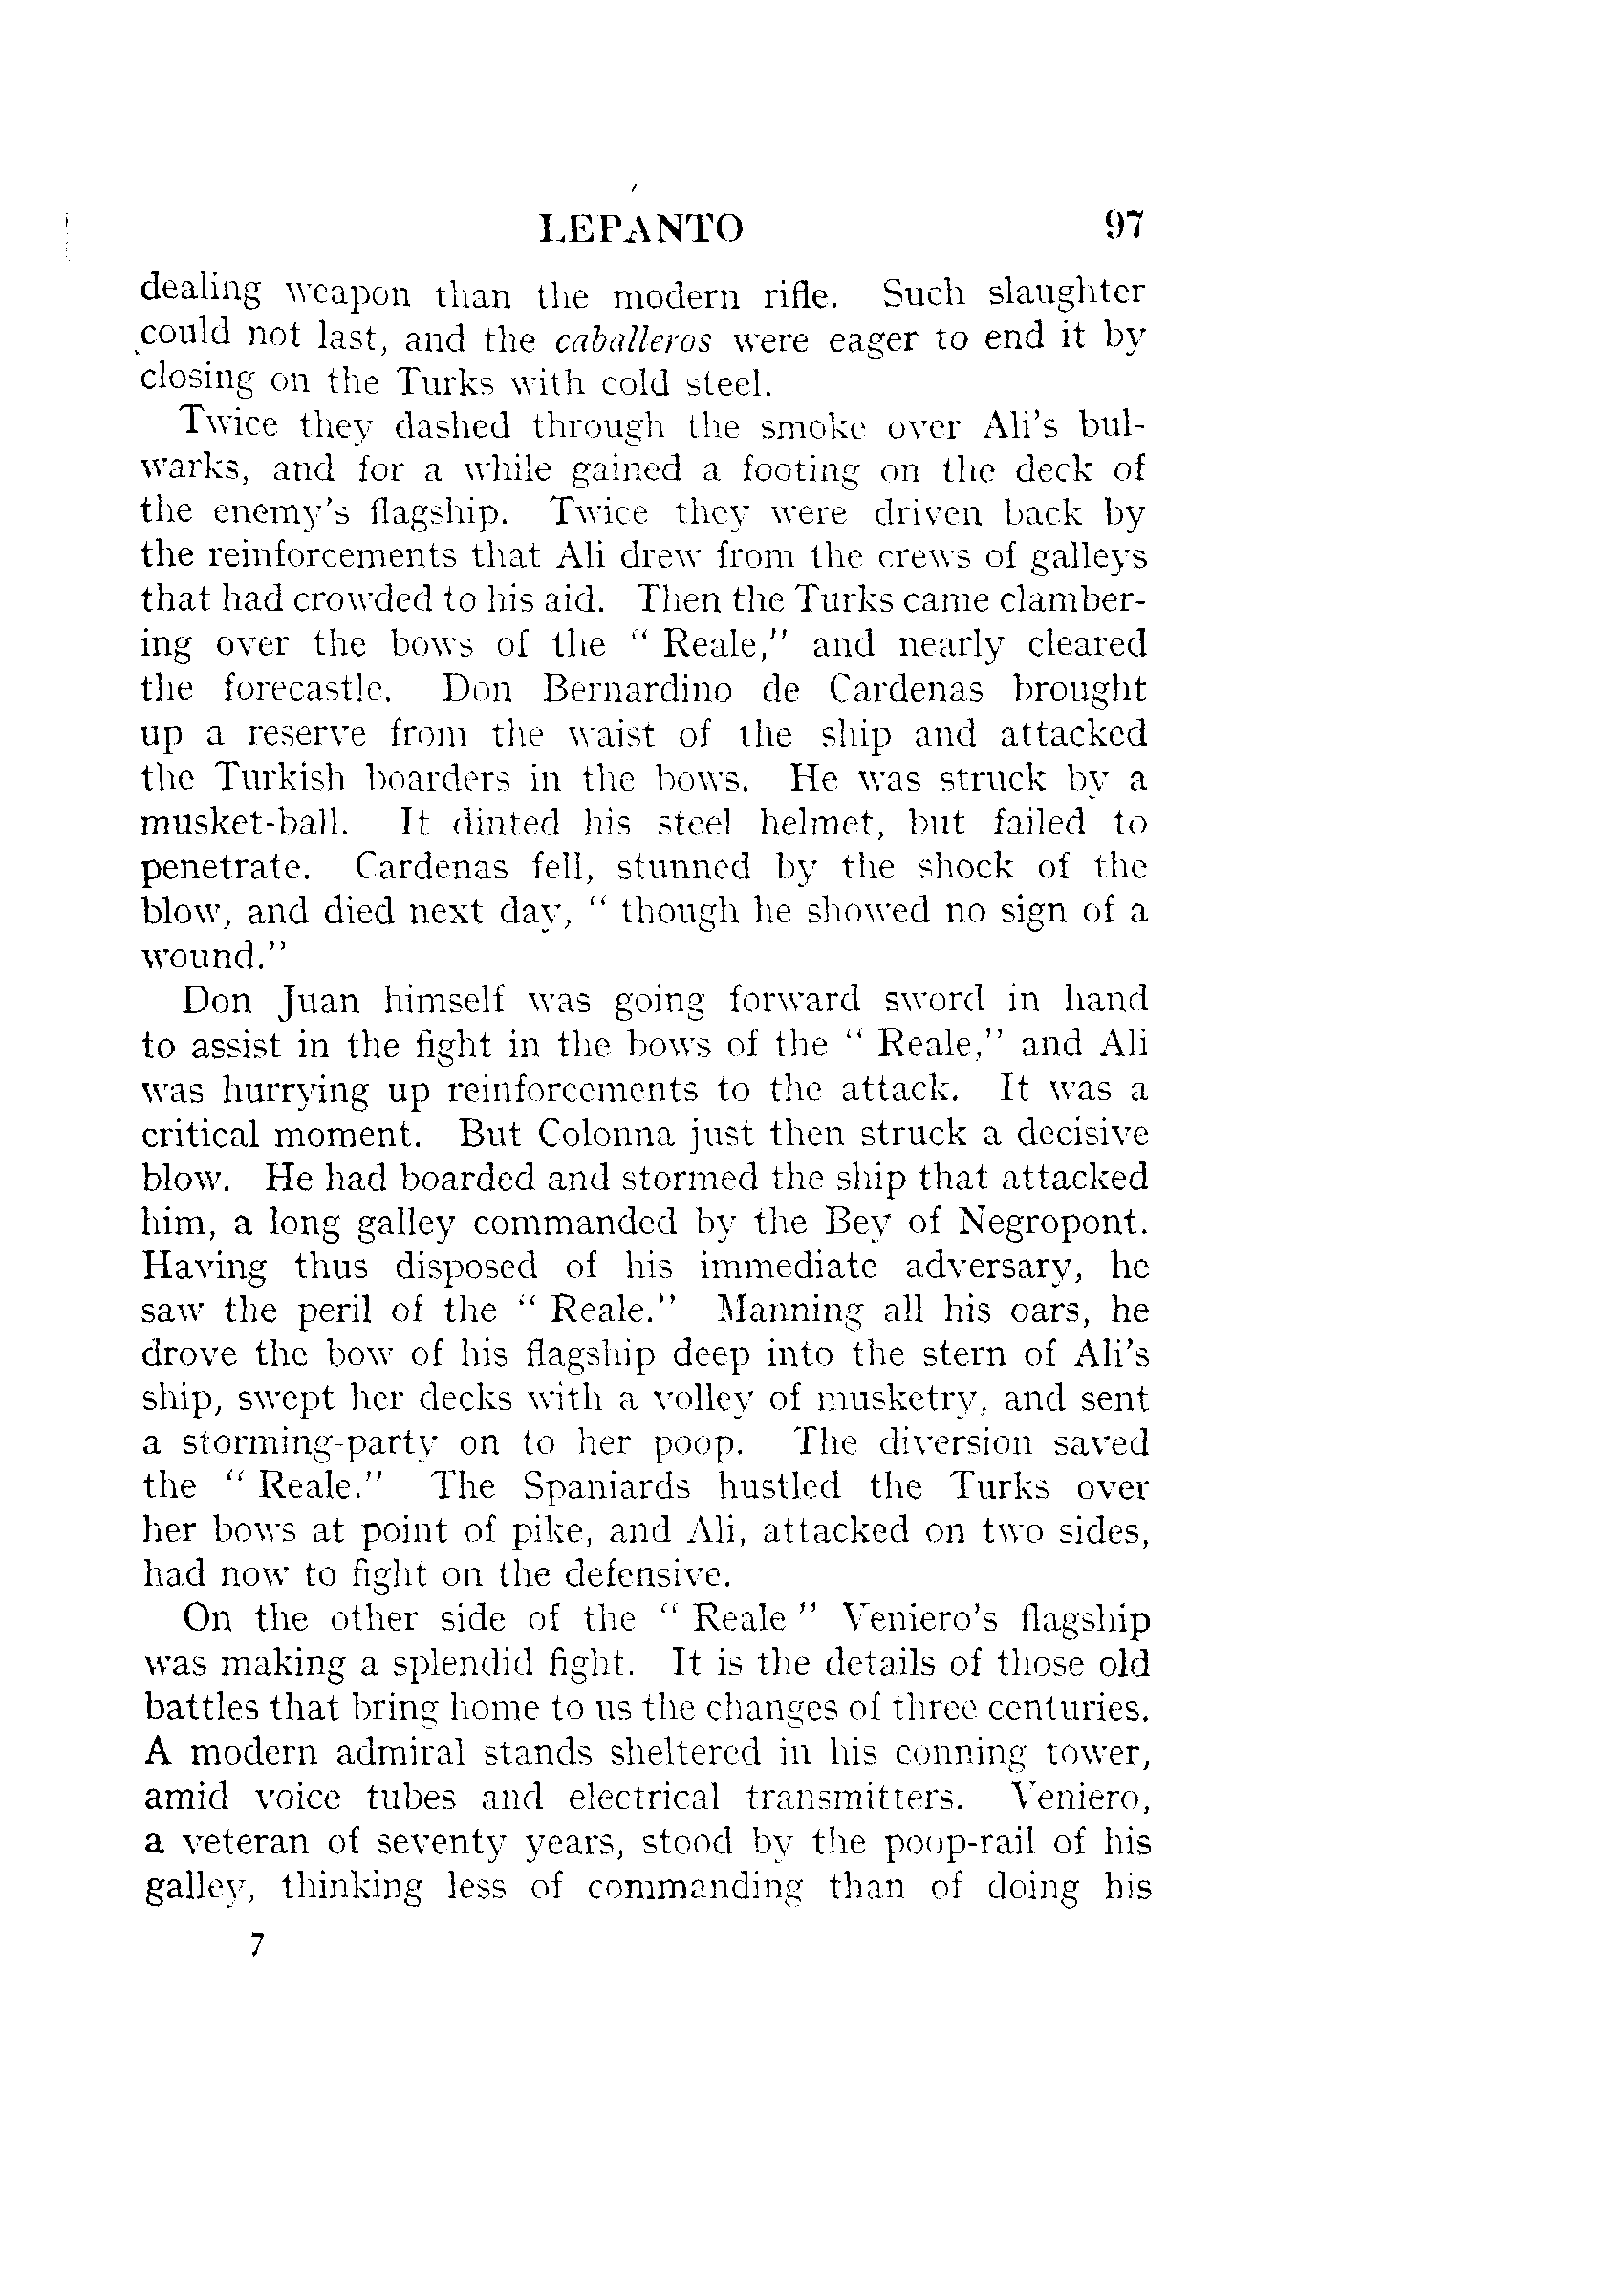 LEPANTO 97
dealing weapon than the modern rifle. Such slaughter
could not last, and the caballeros were eager to end it by
closing on the Turks with cold steel.
Twice they dashed through the smoke over Ali's bul-
warks, and for a while gained a footing on the deck of
the enemy's flagship. Twice they were driven back by
the reinforcements that Ali drew from the crews of galleys
that had crowded to his aid. Then the Turks came clamber-
ing over the bows of the " Reale," and nearly cleared
the forecastle. Don Bernardino de Cardenas brought
up a reserve from the waist of the ship and attacked
the Turkish boarders in the bows. He was struck by a
musket-ball. It dinted his steel helmet, but failed to
penetrate. Cardenas fell, stunned by the shock of the
blow, and died next day, " though he showed no sign of a
wound."
Don Juan himself was going forward sword in hand
to assist in the fight in the bows of the " Reale," and Ali
was hurrying up reinforcements to the attack. It was a
critical moment. But Colonna just then struck a decisive
blow. He had boarded and stormed the ship that attacked
him, a long galley commanded by the Bey of Negropont.
Having thus disposed of his immediate adversary, he
saw the peril of the " Reale." Manning all his oars, he
drove the bow of his flagship deep into the stern of Ali's
ship, swept her decks with a volley of musketry, and sent
a storming-party on to her poop. The diversion saved
the " Reale." The Spaniards hustled the Turks over
her bows at point of pike, and Ali, attacked on two sides,
had now to fight on the defensive.
On the other side of the " Reale " Veniero's flagship
was making a splendid fight. It is the details of those old
battles that bring home to us the changes of three centuries.
A modern admiral stands sheltered in his conning tower,
amid voice tubes and electrical transmitters. Veniero,
a veteran of seventy years, stood by the poop-rail of his
galley, thinking less of commanding than of doing his
7